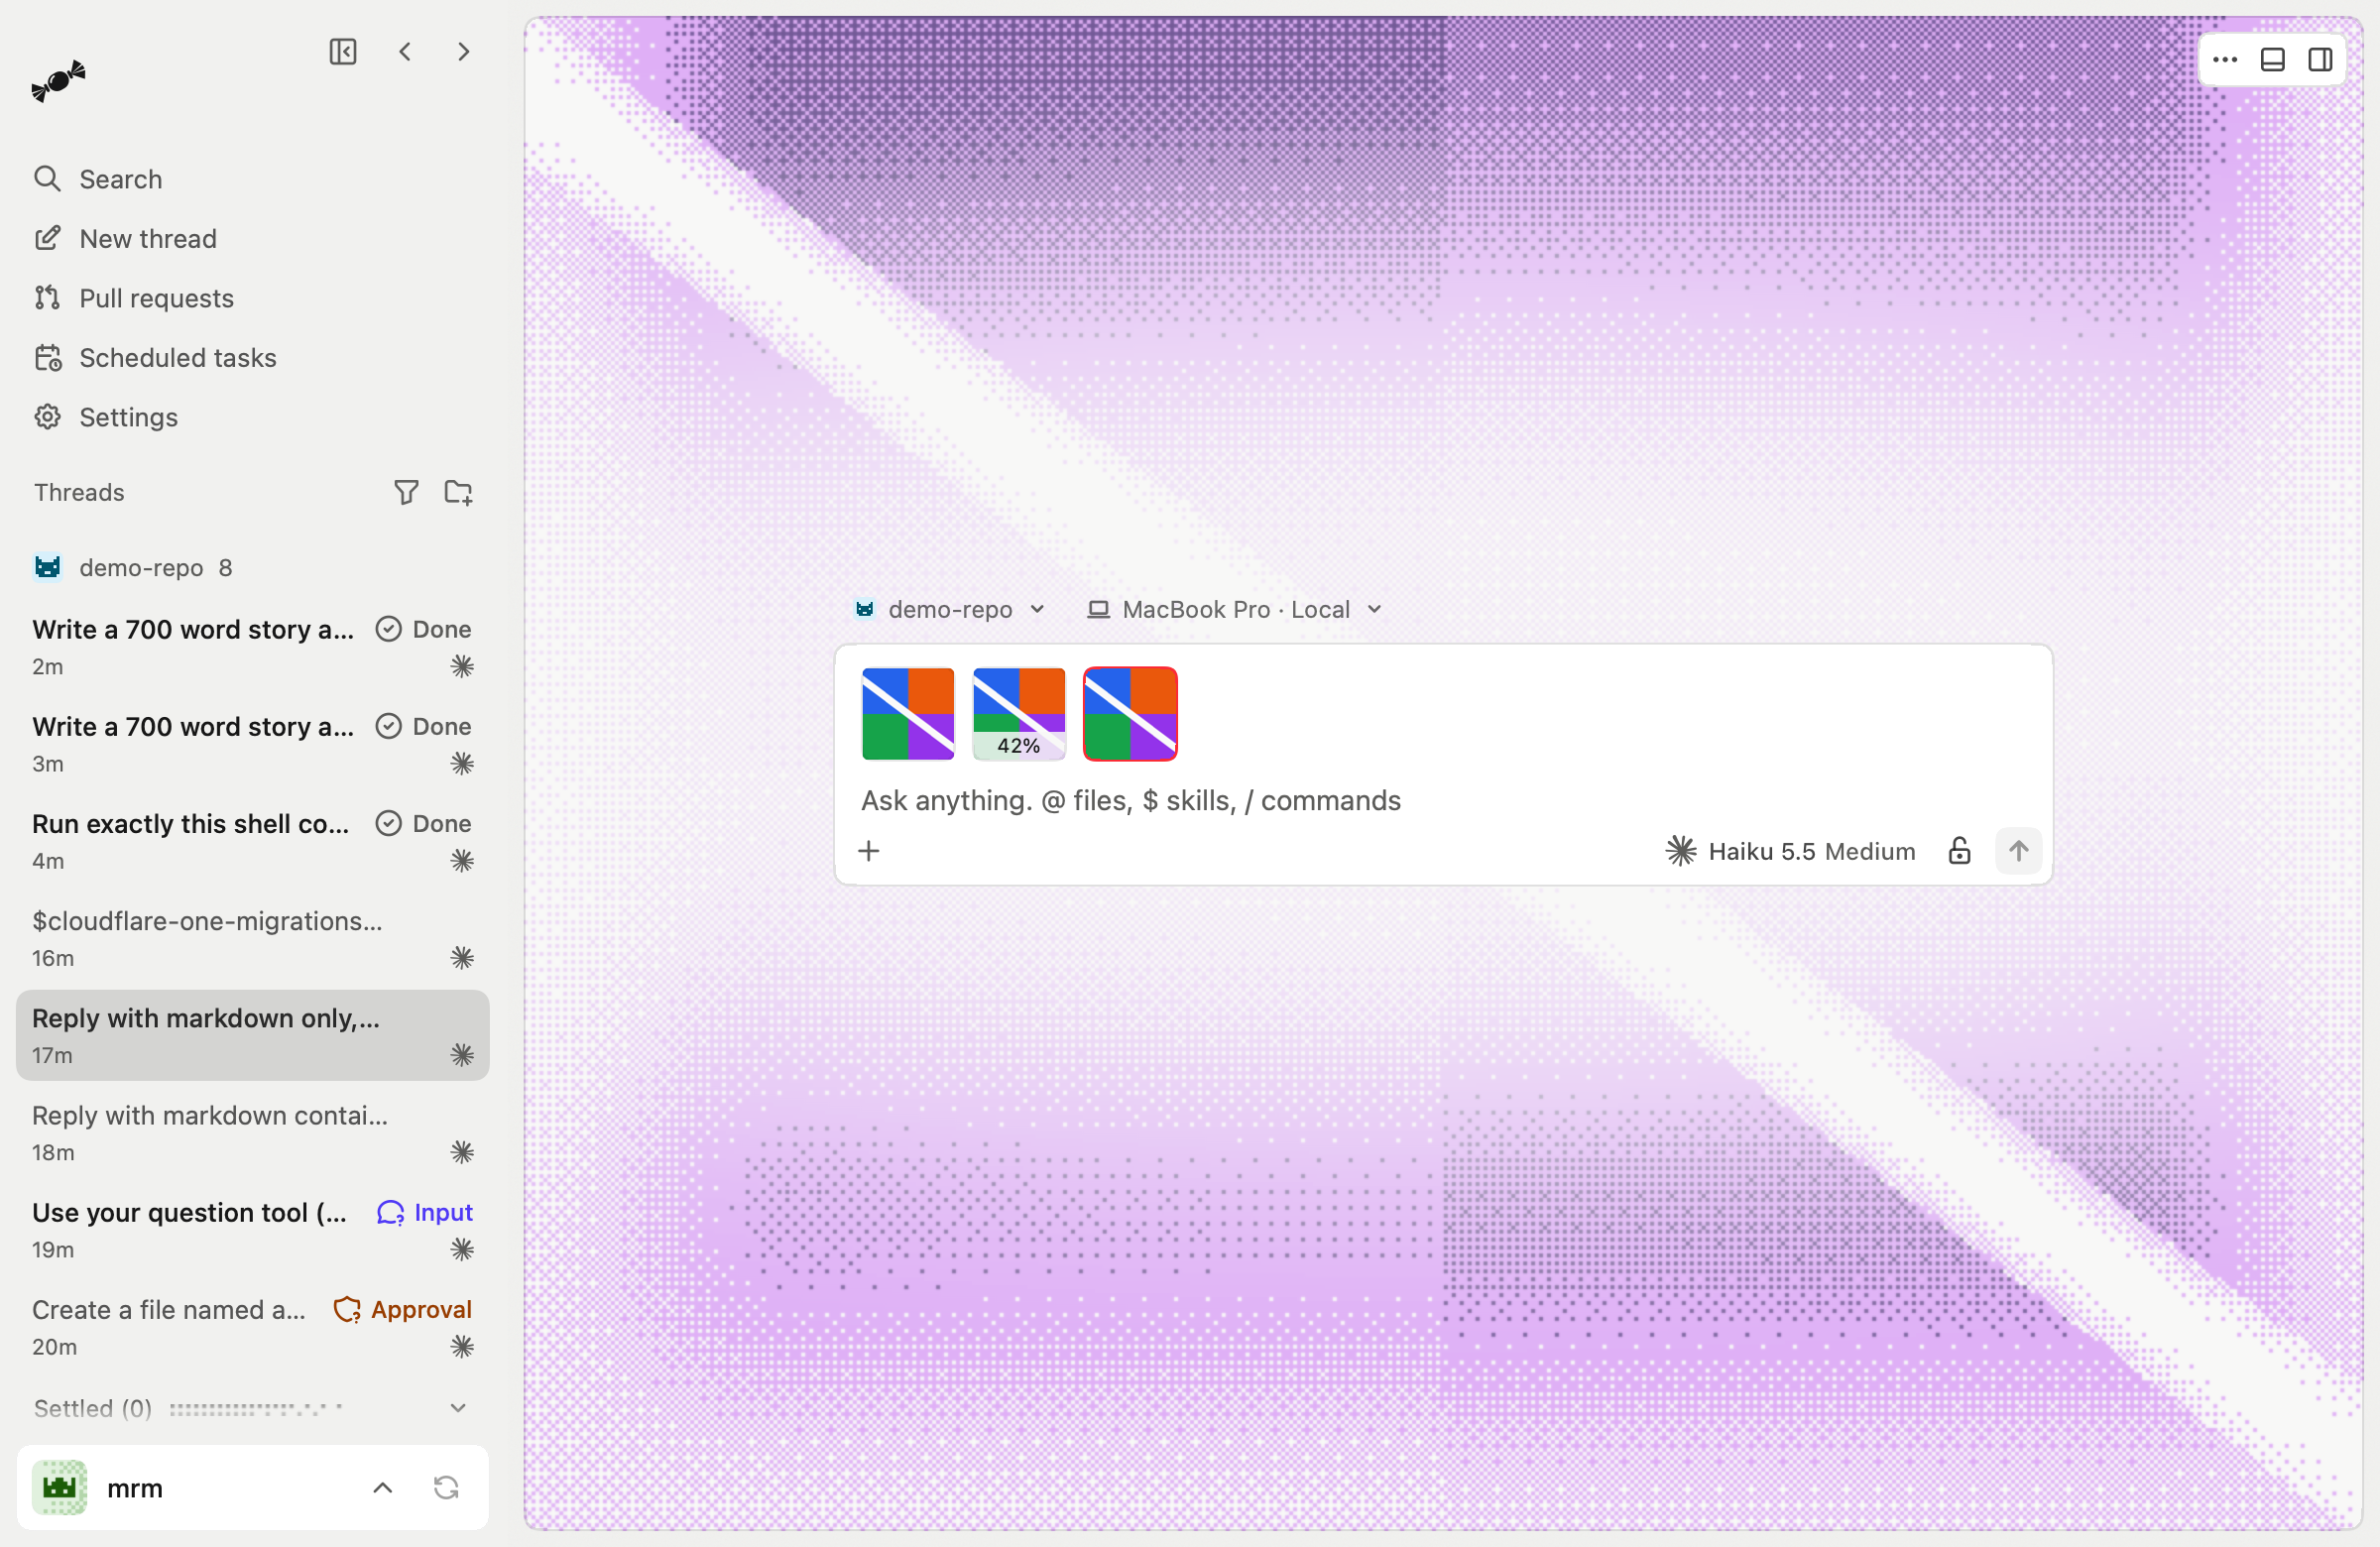 Search
New thread
Pull requests
Scheduled tasks
Settings
Threads
demo-repo 8
Write a 700 word story a... Done
2m
Write a 700 word story a... Done
3m
Run exactly this shell co... Done
4m
$cloudflare-one-migrations...
16m
Reply with markdown only,...
17m
Reply with markdown contai...
18m
Use your question tool (... Input
19m
Create a file named a... Approval
20m
Settled (0)
mrm
demo-repo MacBook Pro · Local
42%
Ask anything. @ files, $ skills, / commands
Haiku 5.5 Medium